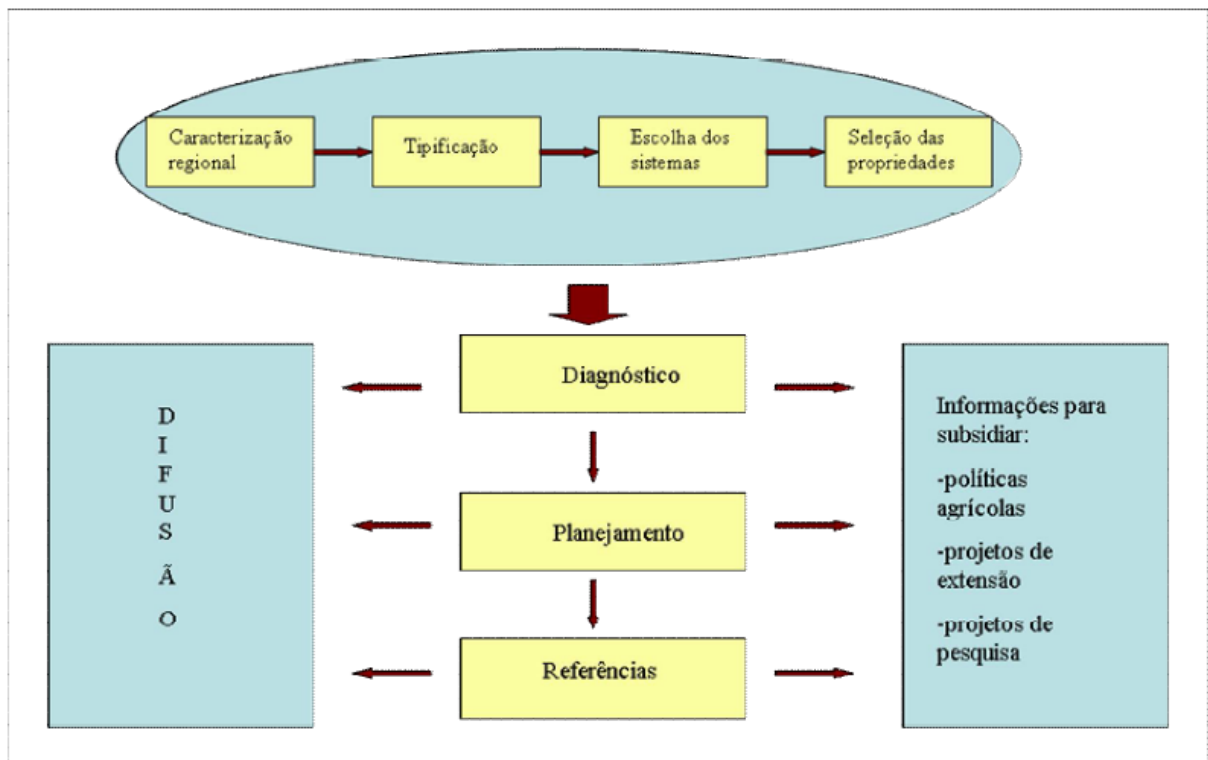 Caracterização
regional
Tipificação
Escolha dos
sistemas
Seleção das
propriedades
Diagnóstico
Planejamento
Referências
D
I
F
U
S
Ã
O
Informações para
subsidiar:
-políticas
agrícolas
-projetos de
extensão
-projetos de
pesquisa